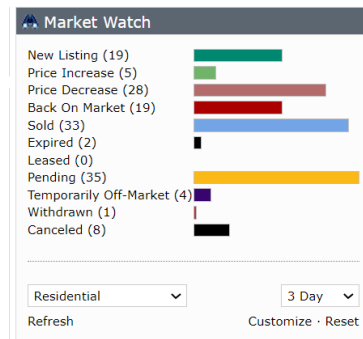 Market Watch
New Listing (19)
Price Increase (5)
Price Decrease (28)
Back On Market (19)
Sold (33)
Expired (2)
Leased (0)
Pending (35)
Temporarily Off-Market (4)
Withdrawn (1)
Canceled (8)
Residential 3 Day
Refresh Customize · Reset